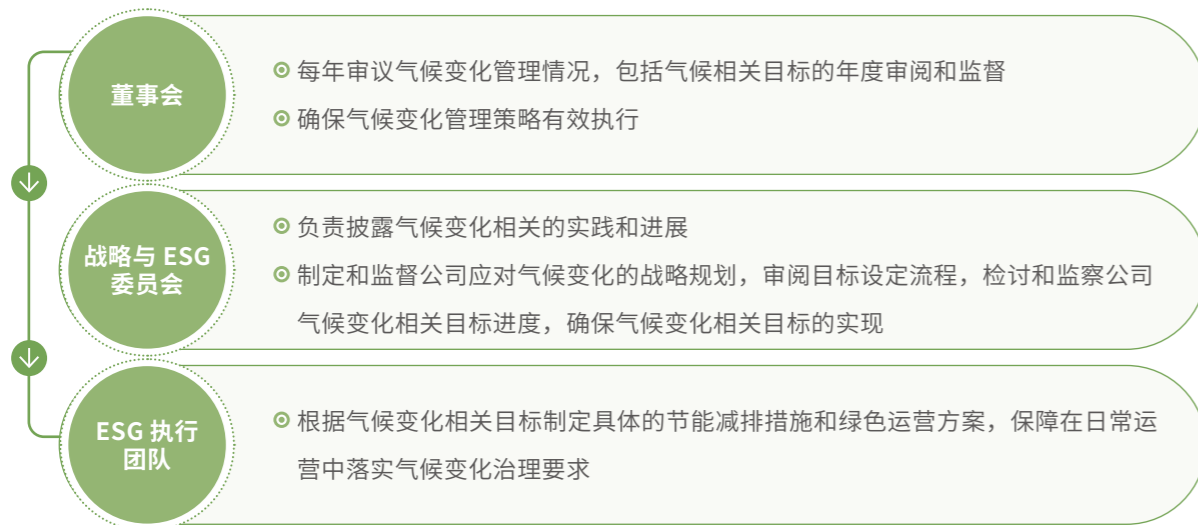 董事会
每年审议气候变化管理情况，包括气候相关目标的年度审阅和监督
确保气候变化管理策略有效执行
战略与 ESG
委员会
负责披露气候变化相关的实践和进展
制定和监督公司应对气候变化的战略规划，审阅目标设定流程，检讨和监察公司
气候变化相关目标进度，确保气候变化相关目标的实现
ESG 执行
团队
根据气候变化相关目标制定具体的节能减排措施和绿色运营方案，保障在日常运
营中落实气候变化治理要求